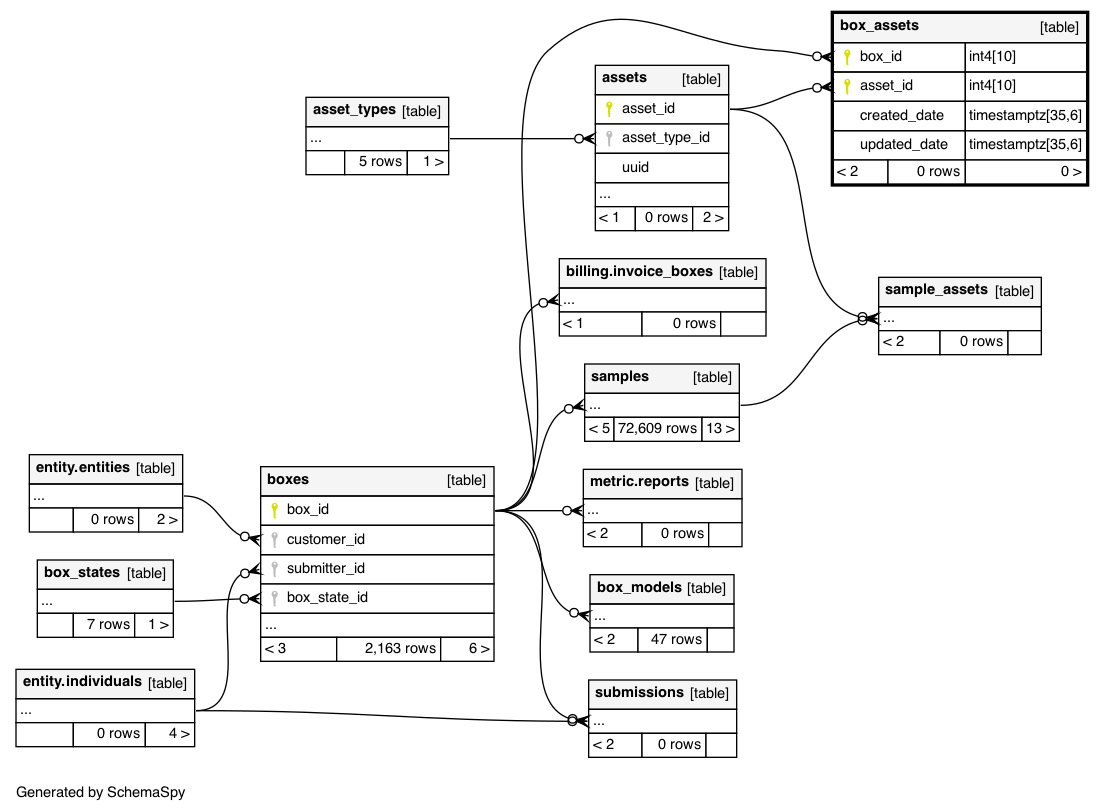 box_assets [table]
box_id int4[10]
asset_id int4[10]
created_date timestamptz[35,6]
updated_date timestamptz[35,6]
< 2 0 rows 0 >
assets [table]
asset_id
asset_type_id
uuid
...
< 1 0 rows 2 >
asset_types [table]
...
5 rows 1 >
billing.invoice_boxes [table]
...
< 1 0 rows
sample_assets [table]
...
< 2 0 rows
samples [table]
...
< 5 72,609 rows 13 >
entity.entities [table]
...
0 rows 2 >
boxes [table]
box_id
customer_id
submitter_id
box_state_id
...
< 3 2,163 rows 6 >
metric.reports [table]
...
< 2 0 rows
box_states [table]
...
7 rows 1 >
box_models [table]
...
< 2 47 rows
entity.individuals [table]
...
0 rows 4 >
submissions [table]
...
< 2 0 rows
Generated by SchemaSpy